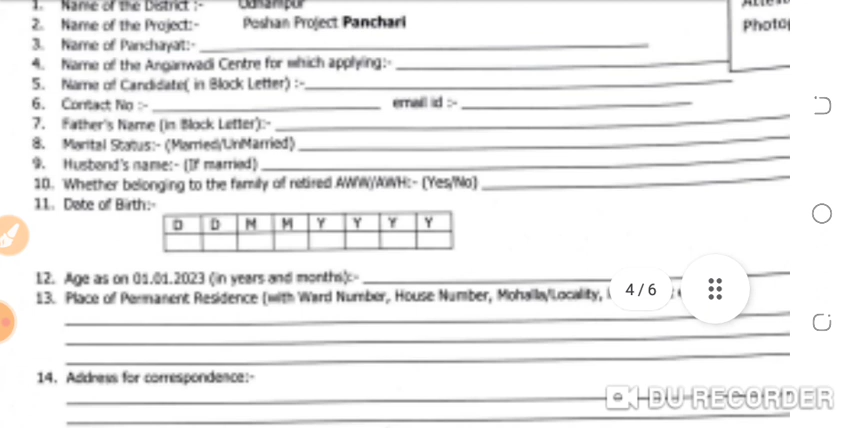 1. Name of the District :- Udhampur
2. Name of the Project:- Poshan Project Panchari
Photo
3. Name of Panchayat:-
4. Name of the Anganwadi Centre for which applying:-
5. Name of Candidate( in Block Letter) :-
6. Contact No :- email id :-
7. Father's Name (in Block Letter):-
8. Marital Status:- (Married/UnMarried)
9. Husband's name:- (If married)
10. Whether belonging to the family of retired AWW/AWH:- (Yes/No)
11. Date of Birth:-
D D M M Y Y Y Y
12. Age as on 01.01.2023 (in years and months):-
13. Place of Permanent Residence (with Ward Number, House Number, Mohalla/Locality,
4 / 6
14. Address for correspondence:-
DU RECORDER